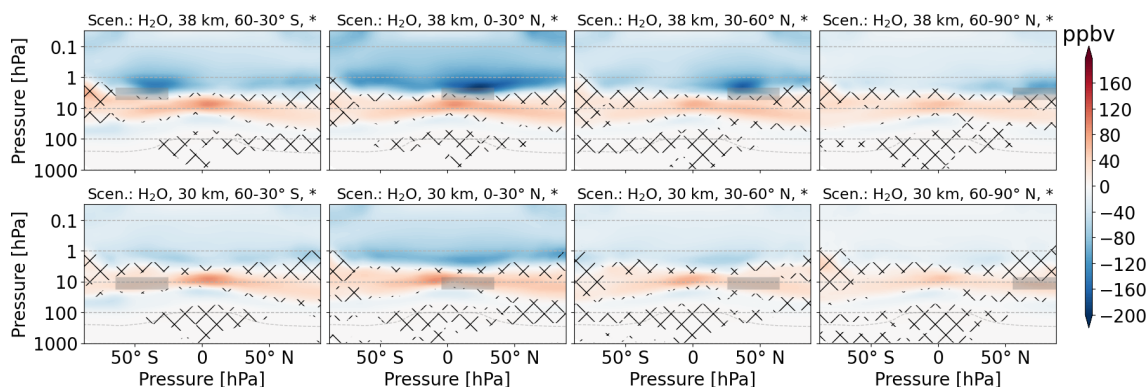 Scen.: H₂O, 38 km, 60-30° S, *
Scen.: H₂O, 38 km, 0-30° N, *
Scen.: H₂O, 38 km, 30-60° N, *
Scen.: H₂O, 38 km, 60-90° N, *
ppbv
Pressure [hPa]
0.1
1
10
100
1000
Scen.: H₂O, 30 km, 60-30° S, *
Scen.: H₂O, 30 km, 0-30° N, *
Scen.: H₂O, 30 km, 30-60° N, *
Scen.: H₂O, 30 km, 60-90° N, *
Pressure [hPa]
0.1
1
10
100
1000
50° S 0 50° N
50° S 0 50° N
50° S 0 50° N
50° S 0 50° N
Pressure [hPa]
Pressure [hPa]
Pressure [hPa]
Pressure [hPa]
160
120
80
40
0
−40
−80
−120
−160
−200